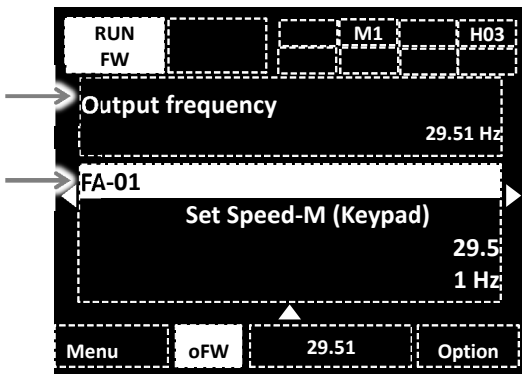 RUN M1 H03
FW
Output frequency
29.51 Hz
FA-01
Set Speed-M (Keypad)
29.5
1 Hz
Menu oFW 29.51 Option